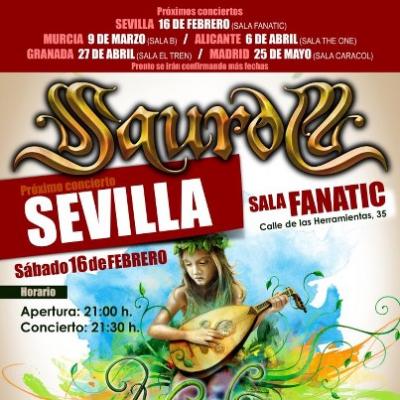 Próximos conciertos
SEVILLA 16 DE FEBRERO (SALA FANATIC)
MURCIA 9 DE MARZO (SALA B) / ALICANTE 6 DE ABRIL (SALA THE ONE)
GRANADA 27 DE ABRIL (SALA EL TREN) / MADRID 25 DE MAYO (SALA CARACOL)
Pronto se irán confirmando más fechas
Saurom
Próximo concierto
SEVILLA
SALA FANATIC
Calle de las Herramientas, 35
Sábado 16 de FEBRERO
Horario
Apertura: 21:00 h.
Concierto: 21:30 h.